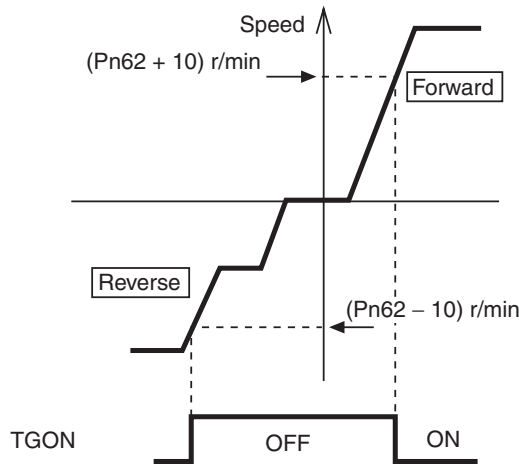 Speed
(Pn62 + 10) r/min
Forward
Reverse
(Pn62 − 10) r/min
TGON
OFF
ON